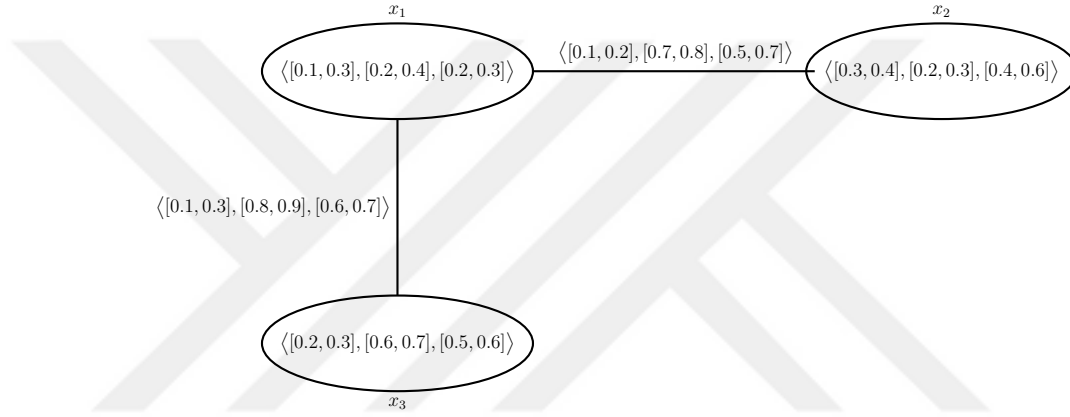 x₁
x₂
⟨[0.1, 0.3], [0.2, 0.4], [0.2, 0.3]⟩
⟨[0.1, 0.2], [0.7, 0.8], [0.5, 0.7]⟩
⟨[0.3, 0.4], [0.2, 0.3], [0.4, 0.6]⟩
⟨[0.1, 0.3], [0.8, 0.9], [0.6, 0.7]⟩
⟨[0.2, 0.3], [0.6, 0.7], [0.5, 0.6]⟩
x₃